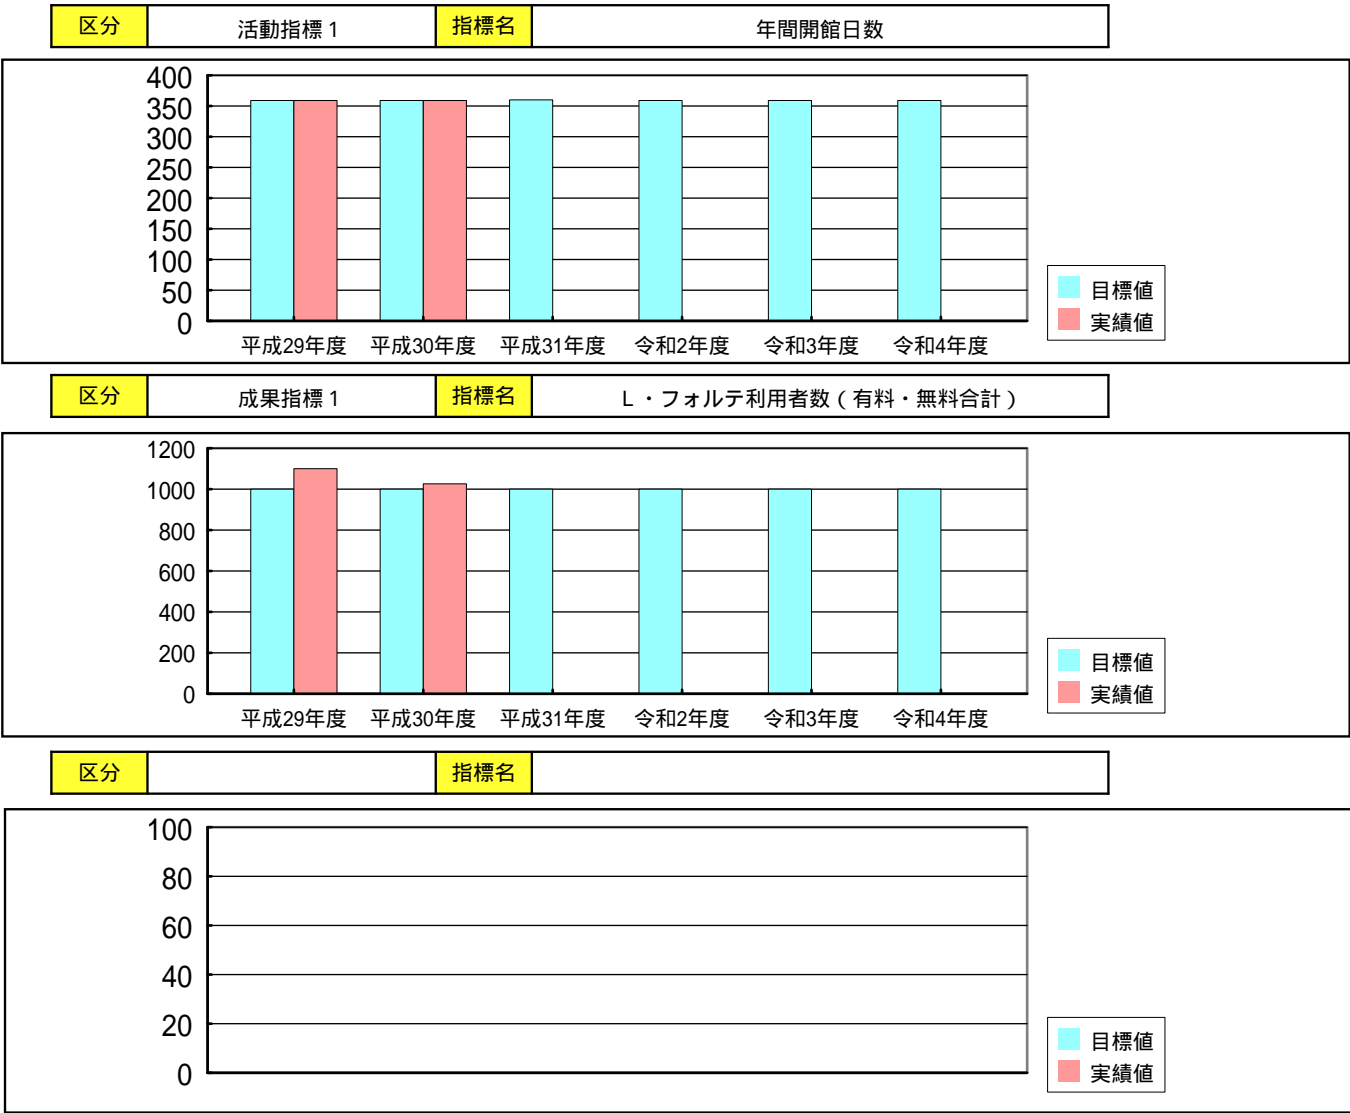 区分 活動指標１ 指標名 年間開館日数
400
350
300
250
200
150
100
50
0
平成29年度 平成30年度 平成31年度 令和2年度 令和3年度 令和4年度
目標値
実績値
区分 成果指標１ 指標名 Ｌ・フォルテ利用者数（有料・無料合計）
1200
1000
800
600
400
200
0
平成29年度 平成30年度 平成31年度 令和2年度 令和3年度 令和4年度
目標値
実績値
区分 指標名
100
80
60
40
20
0
目標値
実績値